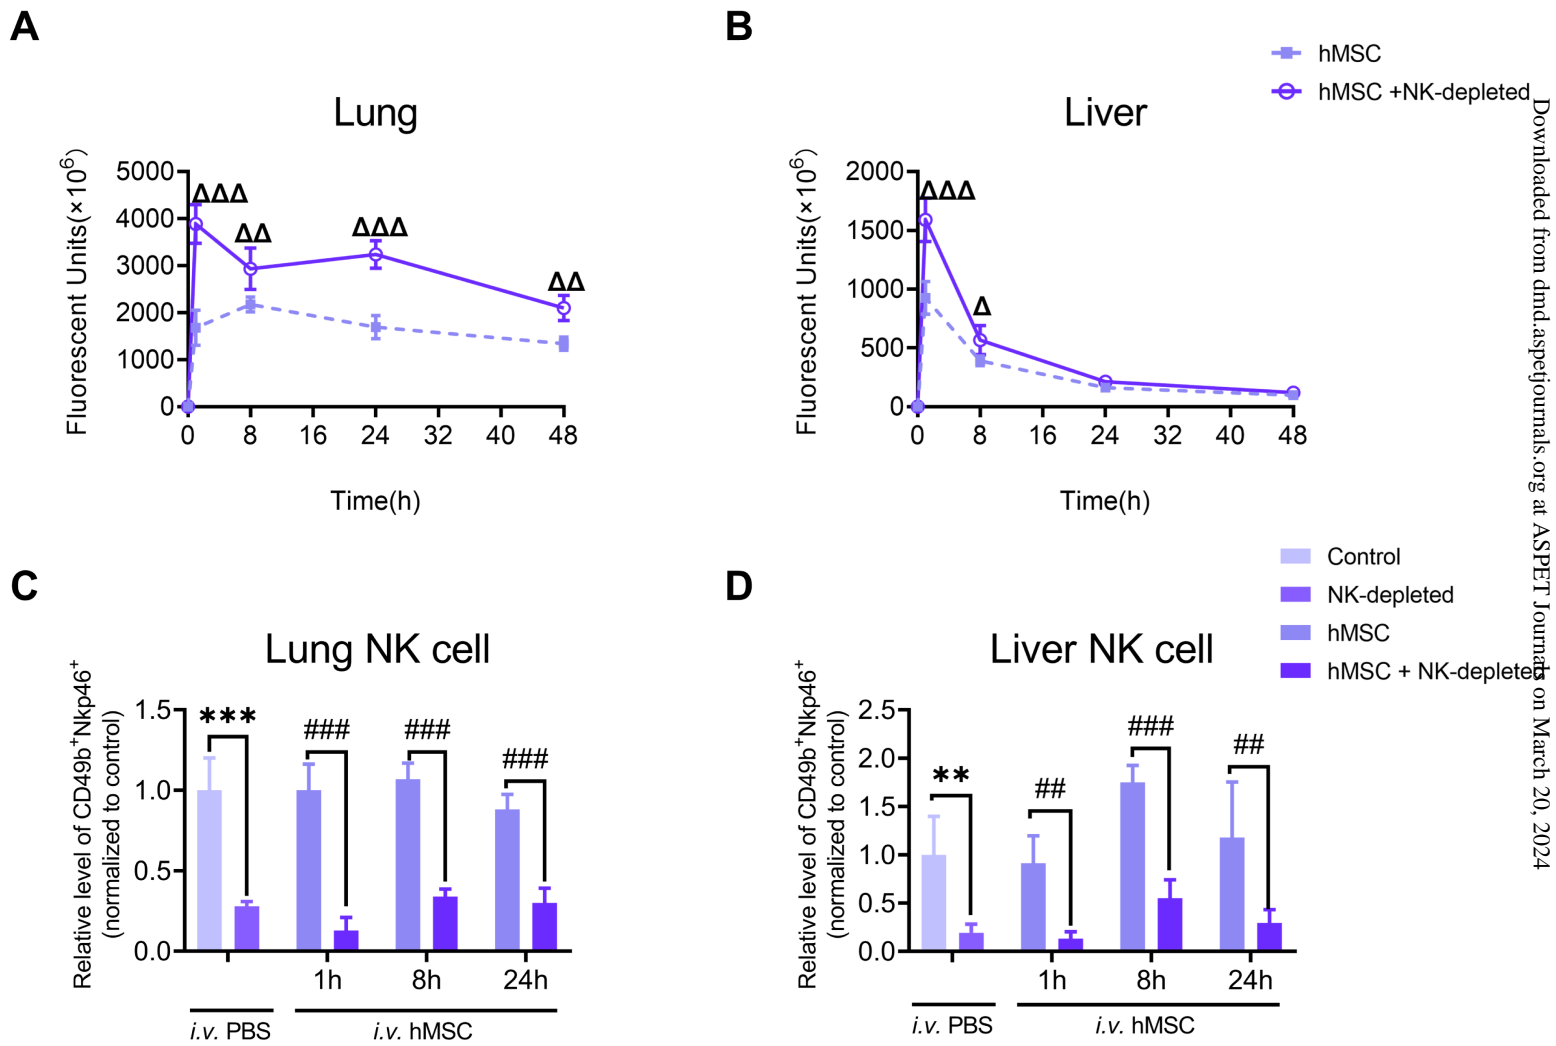 A
B
hMSC
hMSC +NK-depleted
Lung
Liver
Fluorescent Units(×10⁶)
5000
4000
3000
2000
1000
0
ΔΔΔ
ΔΔ
ΔΔΔ
ΔΔ
0 8 16 24 32 40 48
Time(h)
Fluorescent Units(×10⁶)
2000
1500
1000
500
0
ΔΔΔ
Δ
0 8 16 24 32 40 48
Time(h)
C
D
Control
NK-depleted
hMSC
hMSC + NK-depleted
Lung NK cell
Liver NK cell
Relative level of CD49b⁺Nkp46⁺
(normalized to control)
1.5
1.0
0.5
0.0
***
###
###
###
1h 8h 24h
i.v. PBS
i.v. hMSC
Relative level of CD49b⁺Nkp46⁺
(normalized to control)
2.5
2.0
1.5
1.0
0.5
0.0
**
##
###
##
1h 8h 24h
i.v. PBS
i.v. hMSC
Downloaded from dmd.aspetjournals.org at ASPET Journals on March 20, 2024